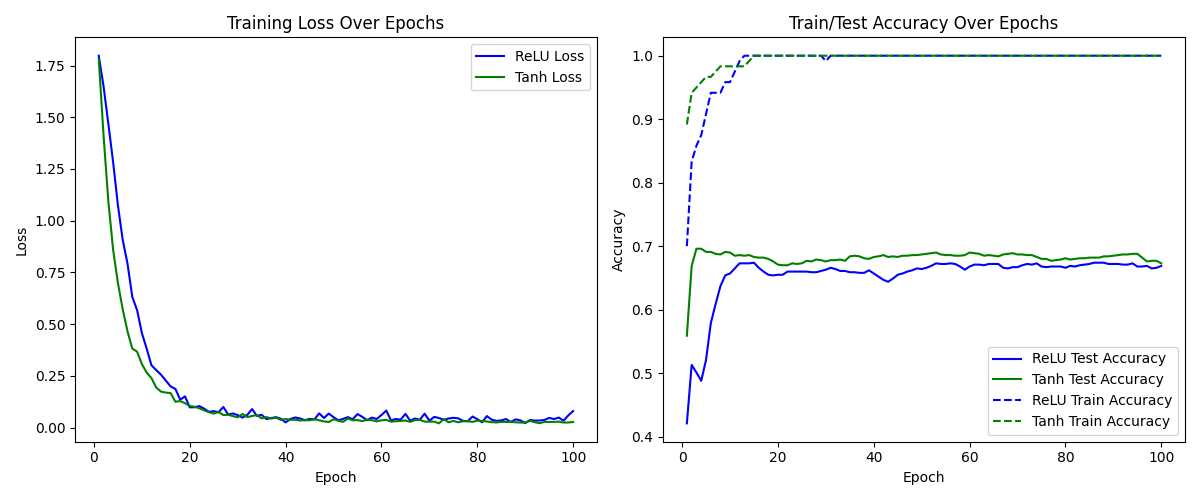 Training Loss Over Epochs
1.75
1.50
1.25
1.00
0.75
0.50
0.25
0.00
Loss
0 20 40 60 80 100
Epoch
ReLU Loss
Tanh Loss
Train/Test Accuracy Over Epochs
1.0
0.9
0.8
0.7
0.6
0.5
0.4
Accuracy
0 20 40 60 80 100
Epoch
ReLU Test Accuracy
Tanh Test Accuracy
ReLU Train Accuracy
Tanh Train Accuracy